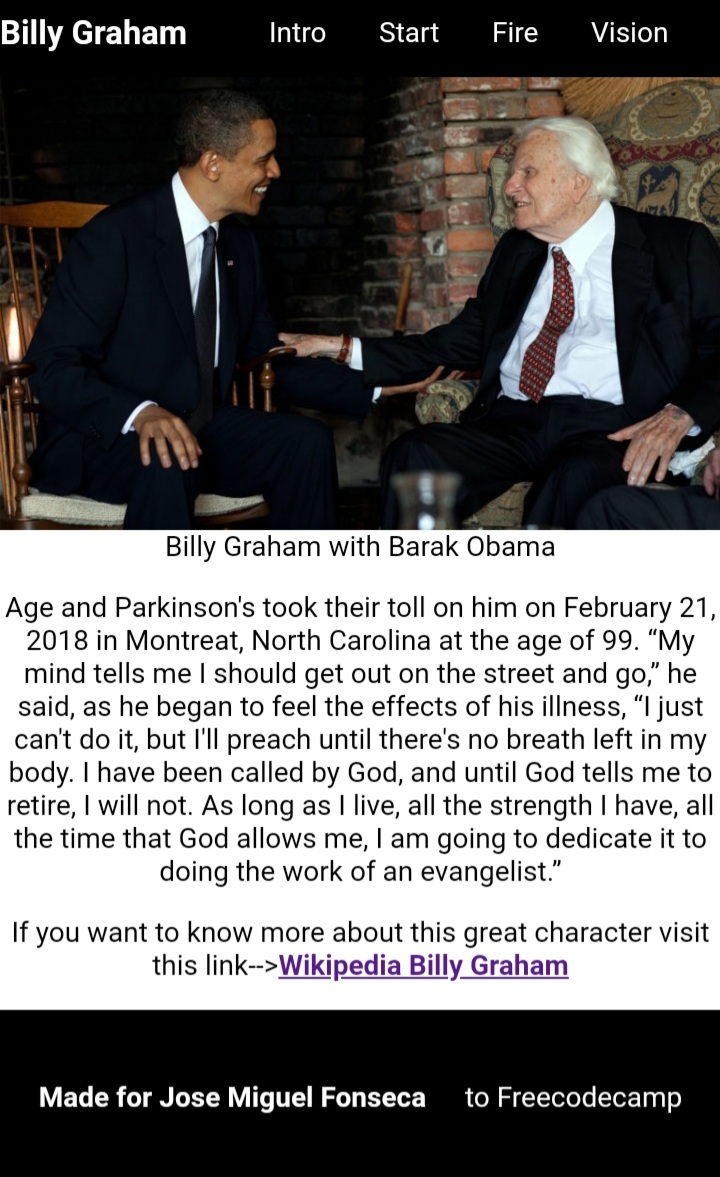 Billy Graham Intro Start Fire Vision
Billy Graham with Barak Obama
Age and Parkinson's took their toll on him on February 21,
2018 in Montreat, North Carolina at the age of 99. “My
mind tells me I should get out on the street and go,” he
said, as he began to feel the effects of his illness, “I just
can't do it, but I'll preach until there's no breath left in my
body. I have been called by God, and until God tells me to
retire, I will not. As long as I live, all the strength I have, all
the time that God allows me, I am going to dedicate it to
doing the work of an evangelist.”
If you want to know more about this great character visit
this link-->Wikipedia Billy Graham
Made for Jose Miguel Fonseca to Freecodecamp